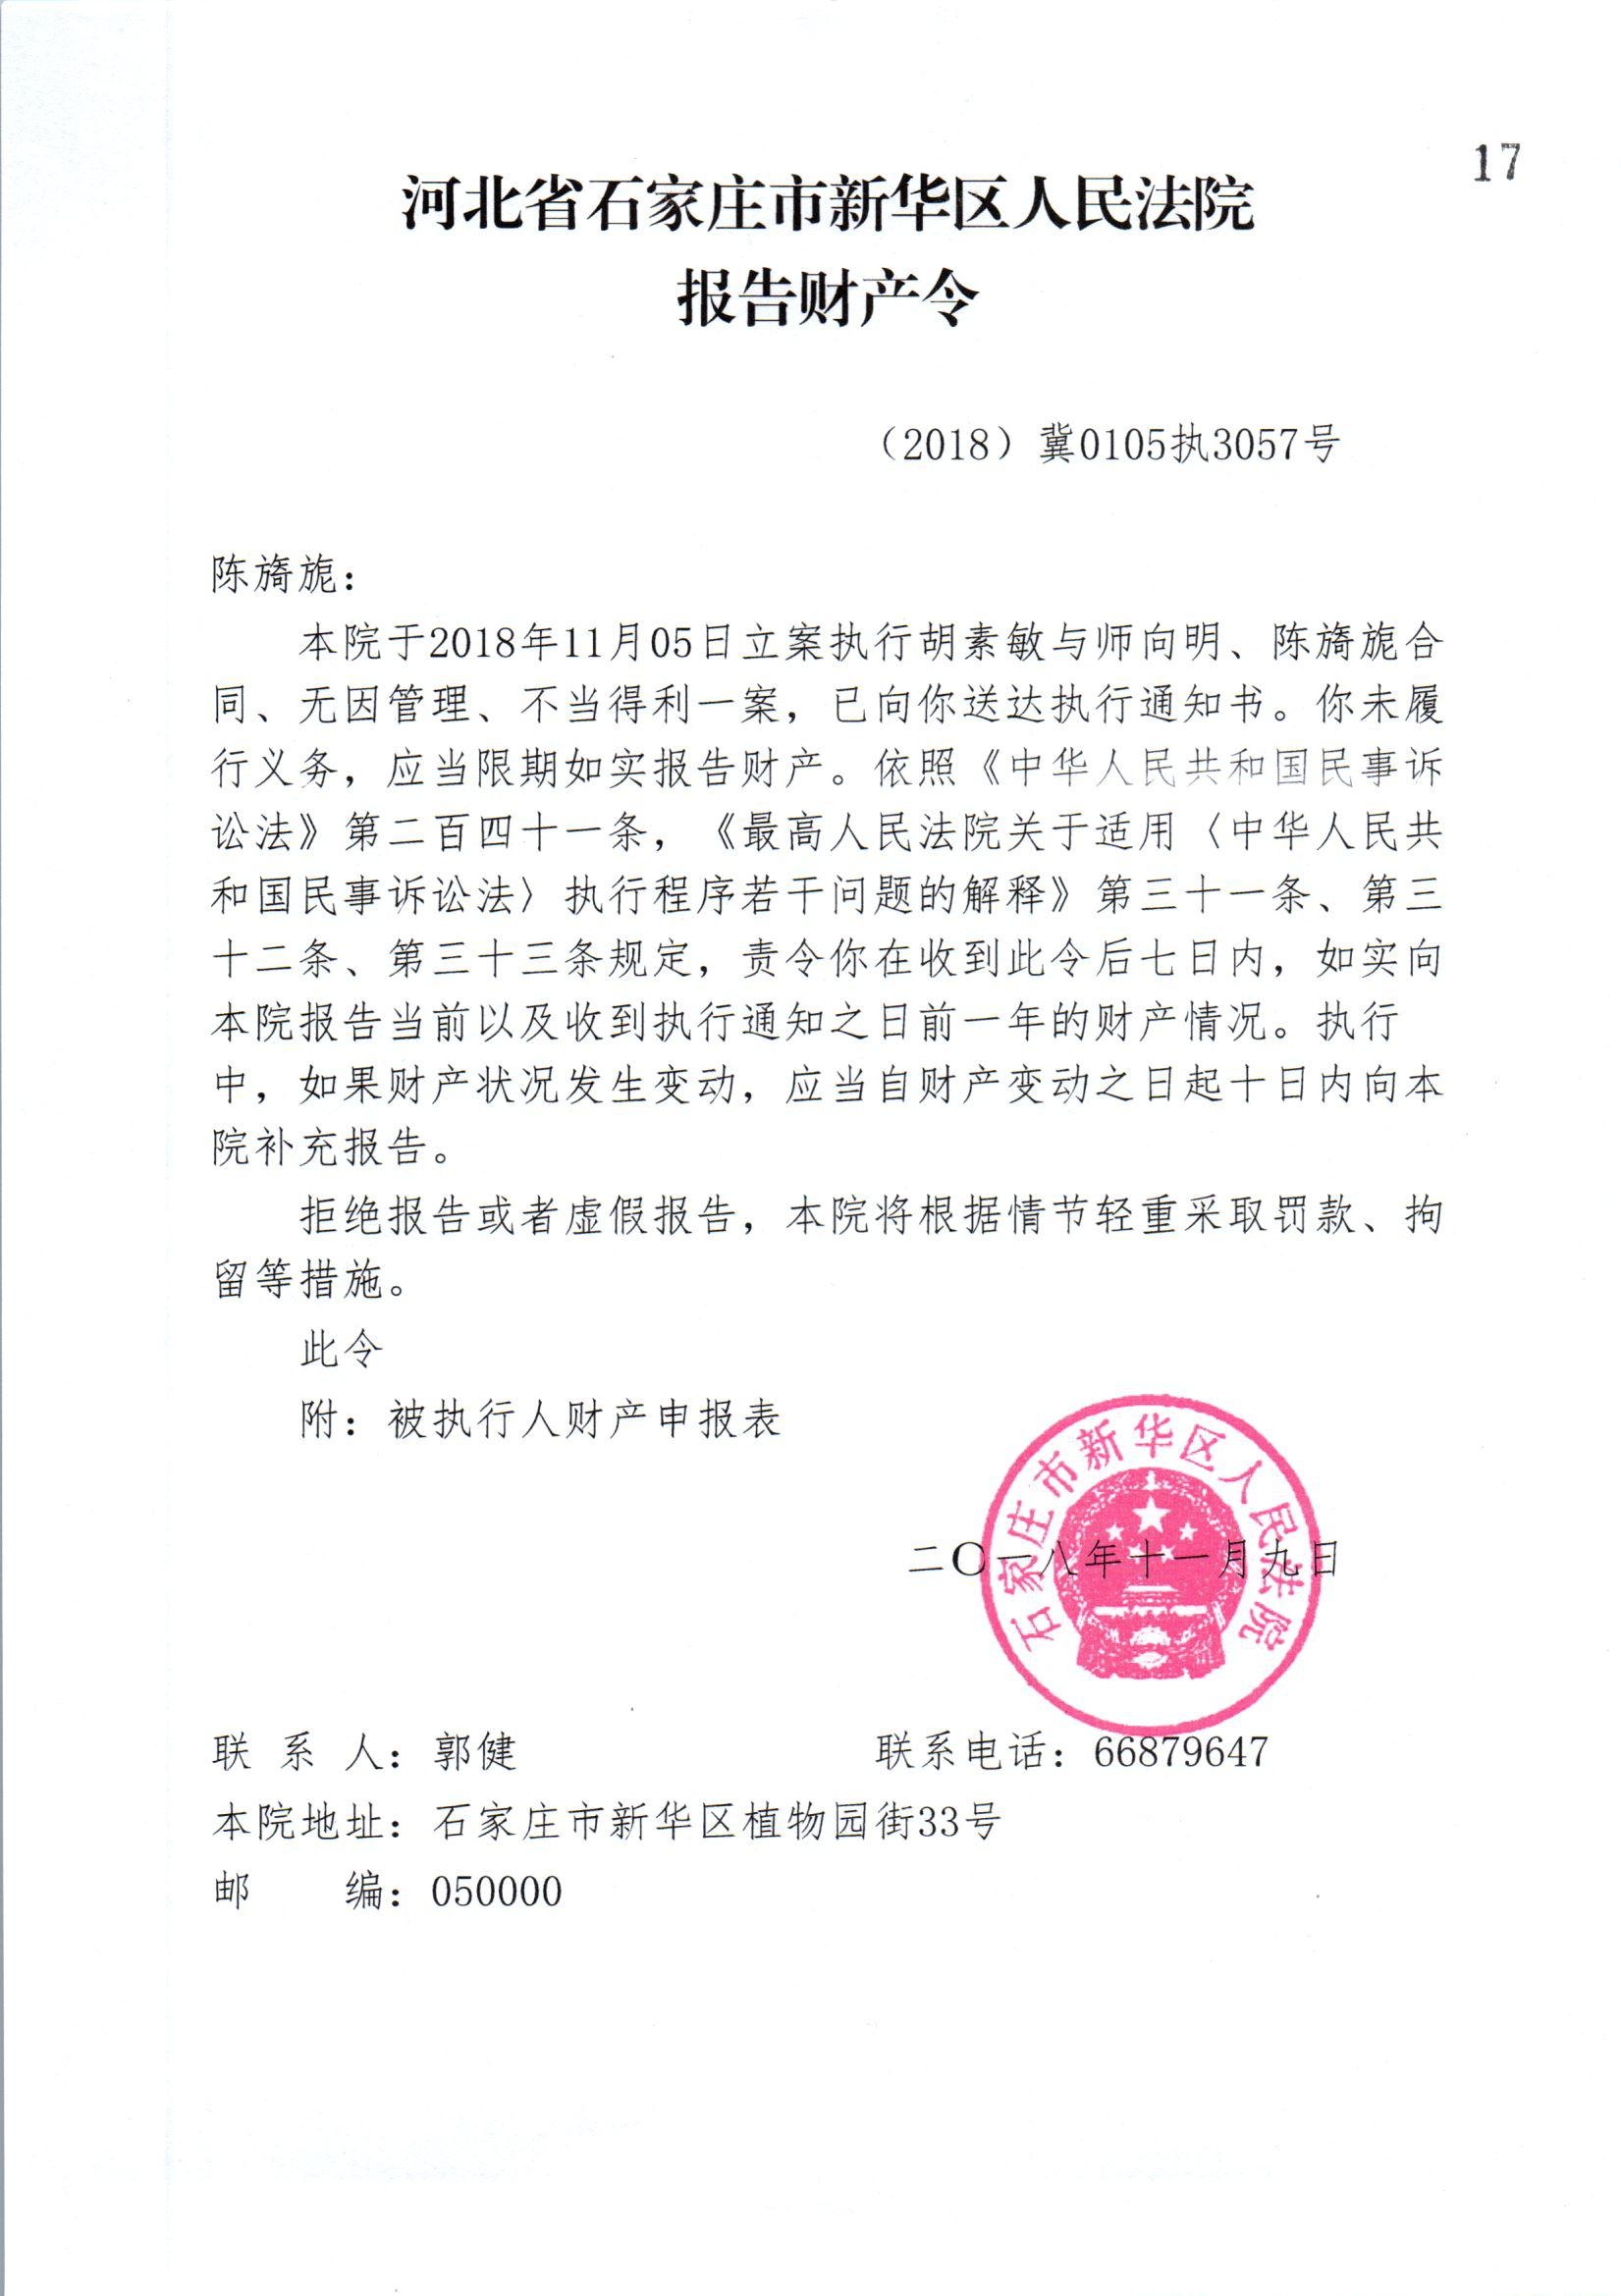 17
河北省石家庄市新华区人民法院
报告财产令
（2018）冀0105执3057号
陈旖旎：
本院于2018年11月05日立案执行胡素敏与师向明、陈旖旎合
同、无因管理、不当得利一案，已向你送达执行通知书。你未履
行义务，应当限期如实报告财产。依照《中华人民共和国民事诉
讼法》第二百四十一条，《最高人民法院关于适用〈中华人民共
和国民事诉讼法〉执行程序若干问题的解释》第三十一条、第三
十二条、第三十三条规定，责令你在收到此令后七日内，如实向
本院报告当前以及收到执行通知之日前一年的财产情况。执行
中，如果财产状况发生变动，应当自财产变动之日起十日内向本
院补充报告。
拒绝报告或者虚假报告，本院将根据情节轻重采取罚款、拘
留等措施。
此令
附：被执行人财产申报表
石家庄市新华区人民法院
二〇一八年十一月九日
联 系 人：郭健 联系电话：66879647
本院地址：石家庄市新华区植物园街33号
邮 编：050000